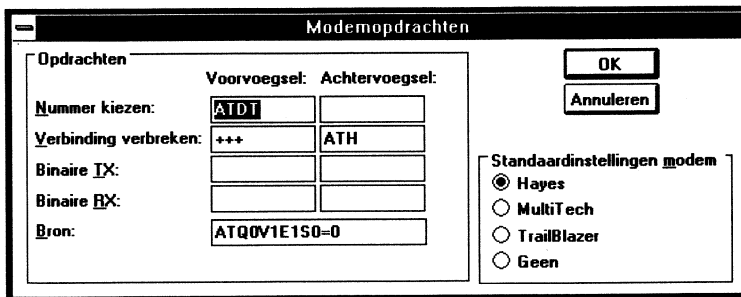 Modemopdrachten
Opdrachten
Voorvoegsel: Achtervoegsel:
Nummer kiezen: ATDT
Verbinding verbreken: +++ ATH
Binaire TX:
Binaire RX:
Bron: ATQ0V1E1S0=0
OK
Annuleren
Standaardinstellingen modem
Hayes
MultiTech
TrailBlazer
Geen